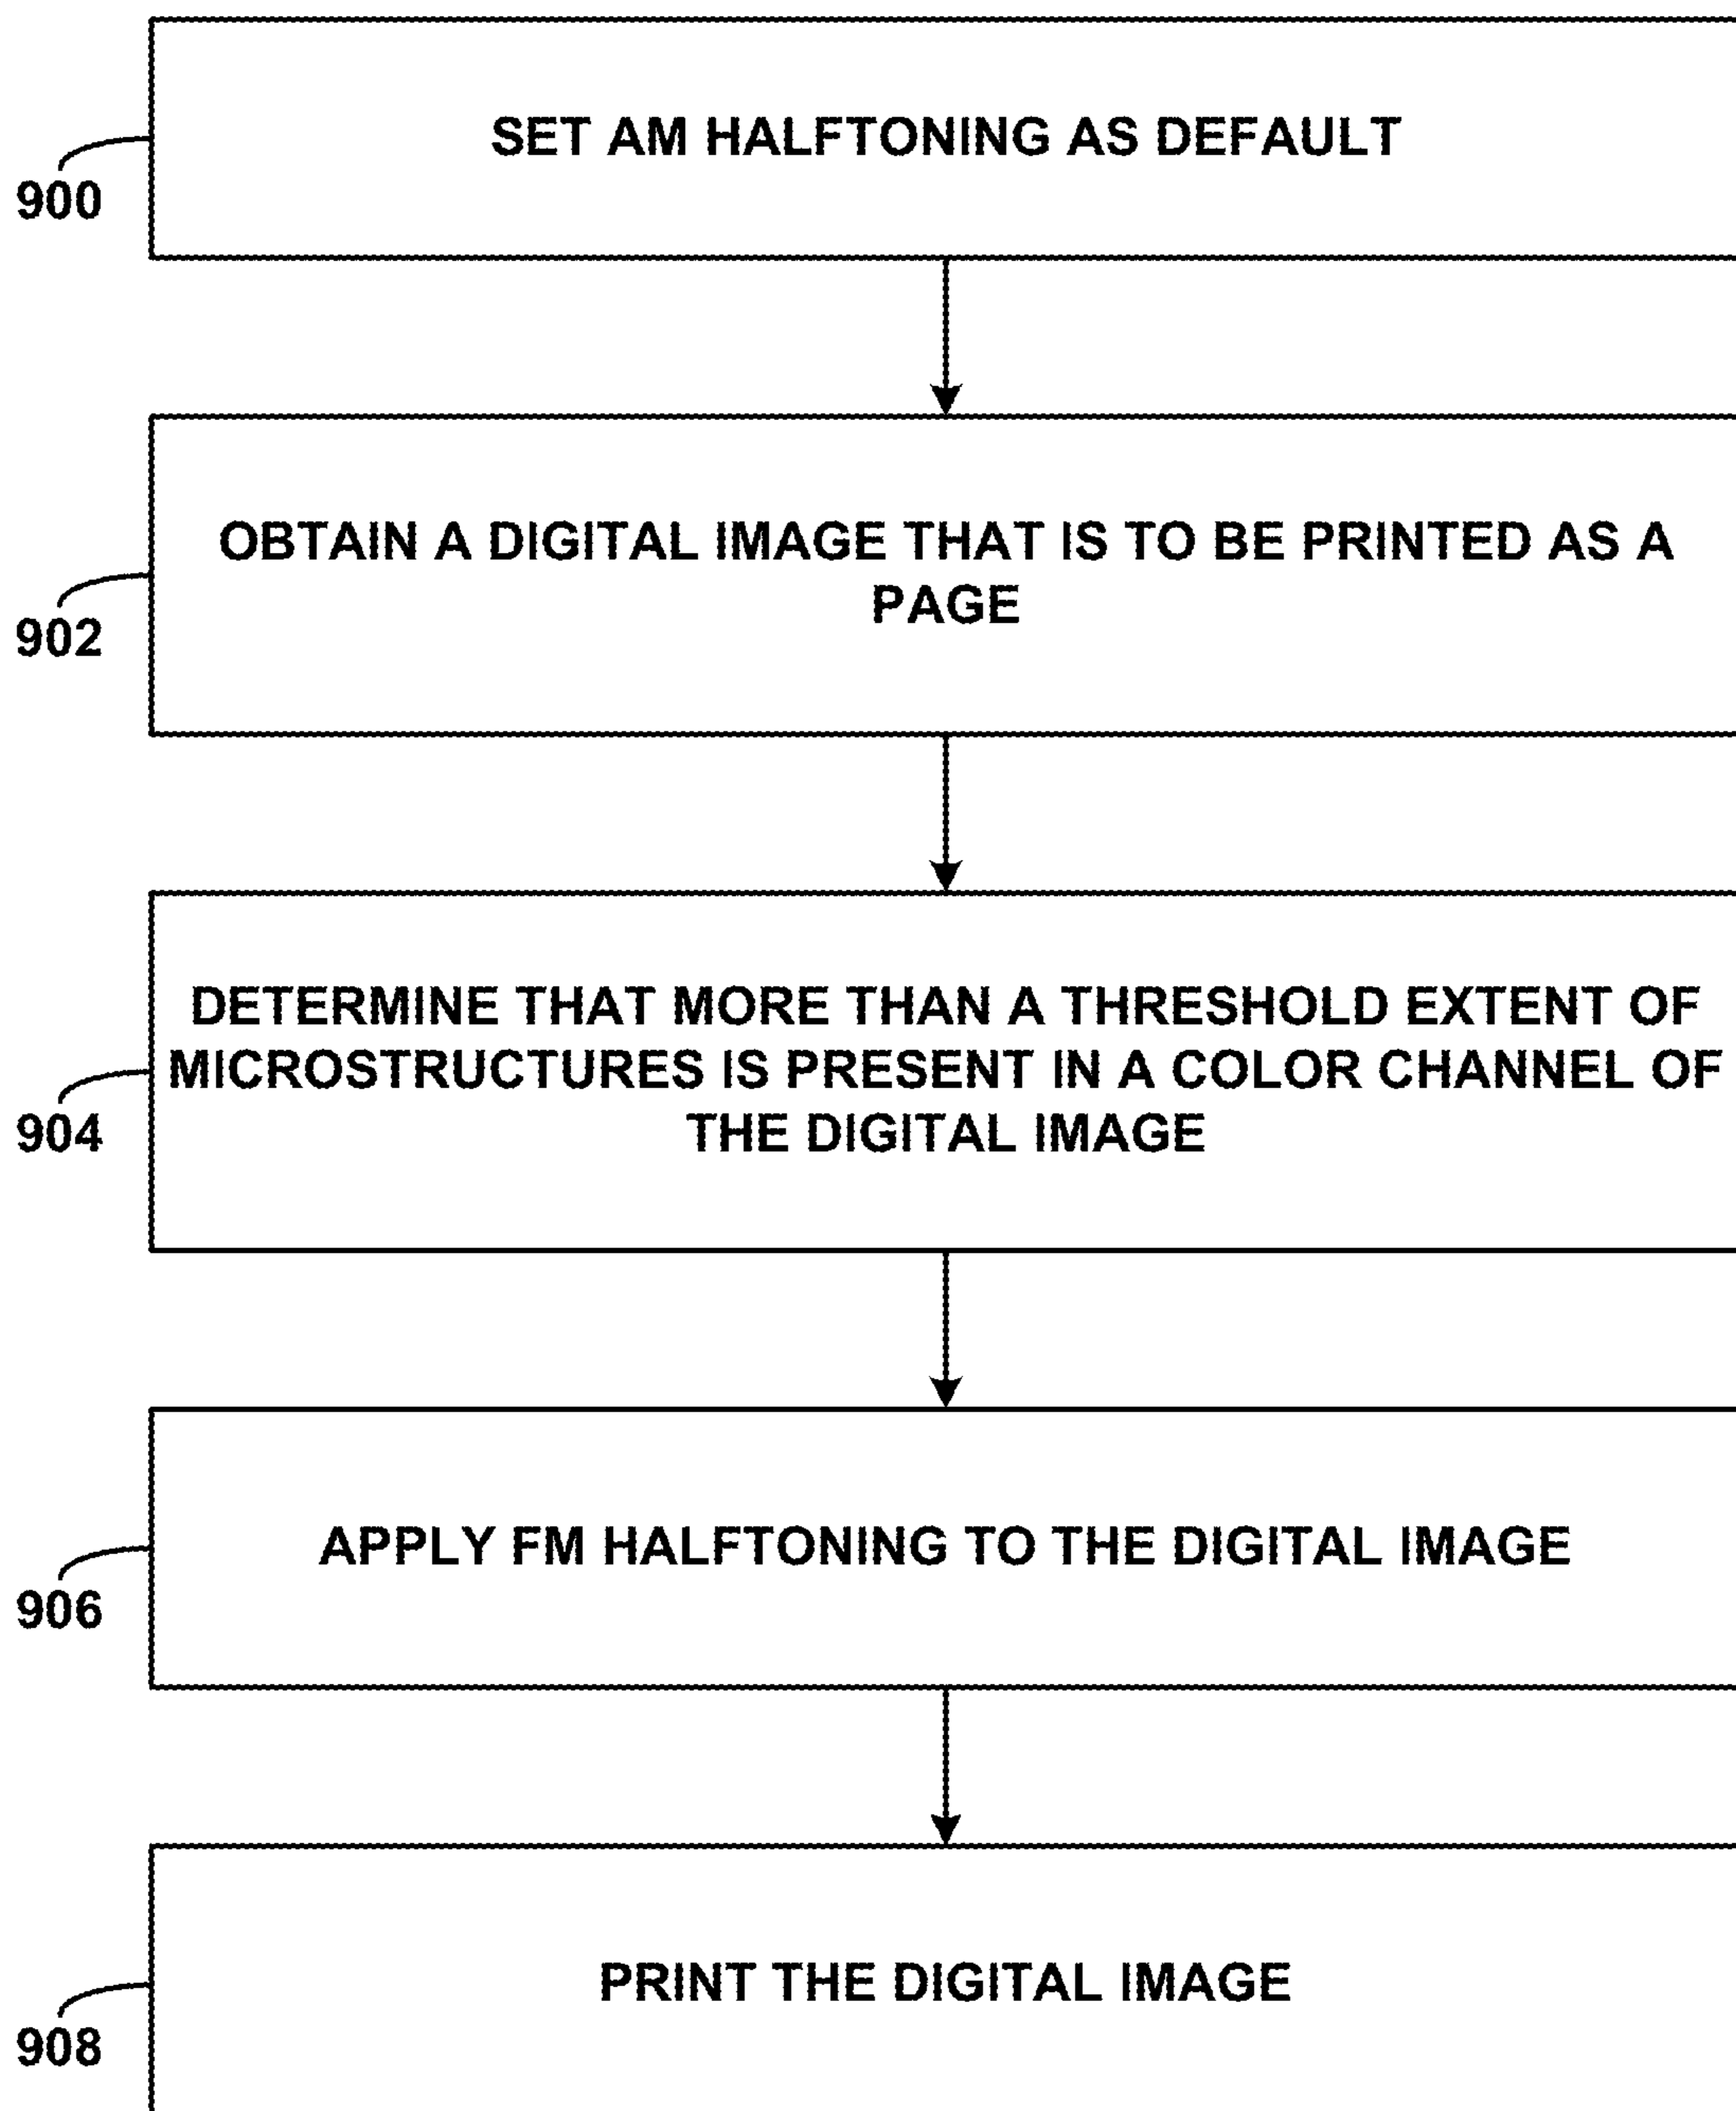 SET AM HALFTONING AS DEFAULT
900
OBTAIN A DIGITAL IMAGE THAT IS TO BE PRINTED AS A
PAGE
902
DETERMINE THAT MORE THAN A THRESHOLD EXTENT OF
MICROSTRUCTURES IS PRESENT IN A COLOR CHANNEL OF
THE DIGITAL IMAGE
904
APPLY FM HALFTONING TO THE DIGITAL IMAGE
906
PRINT THE DIGITAL IMAGE
908